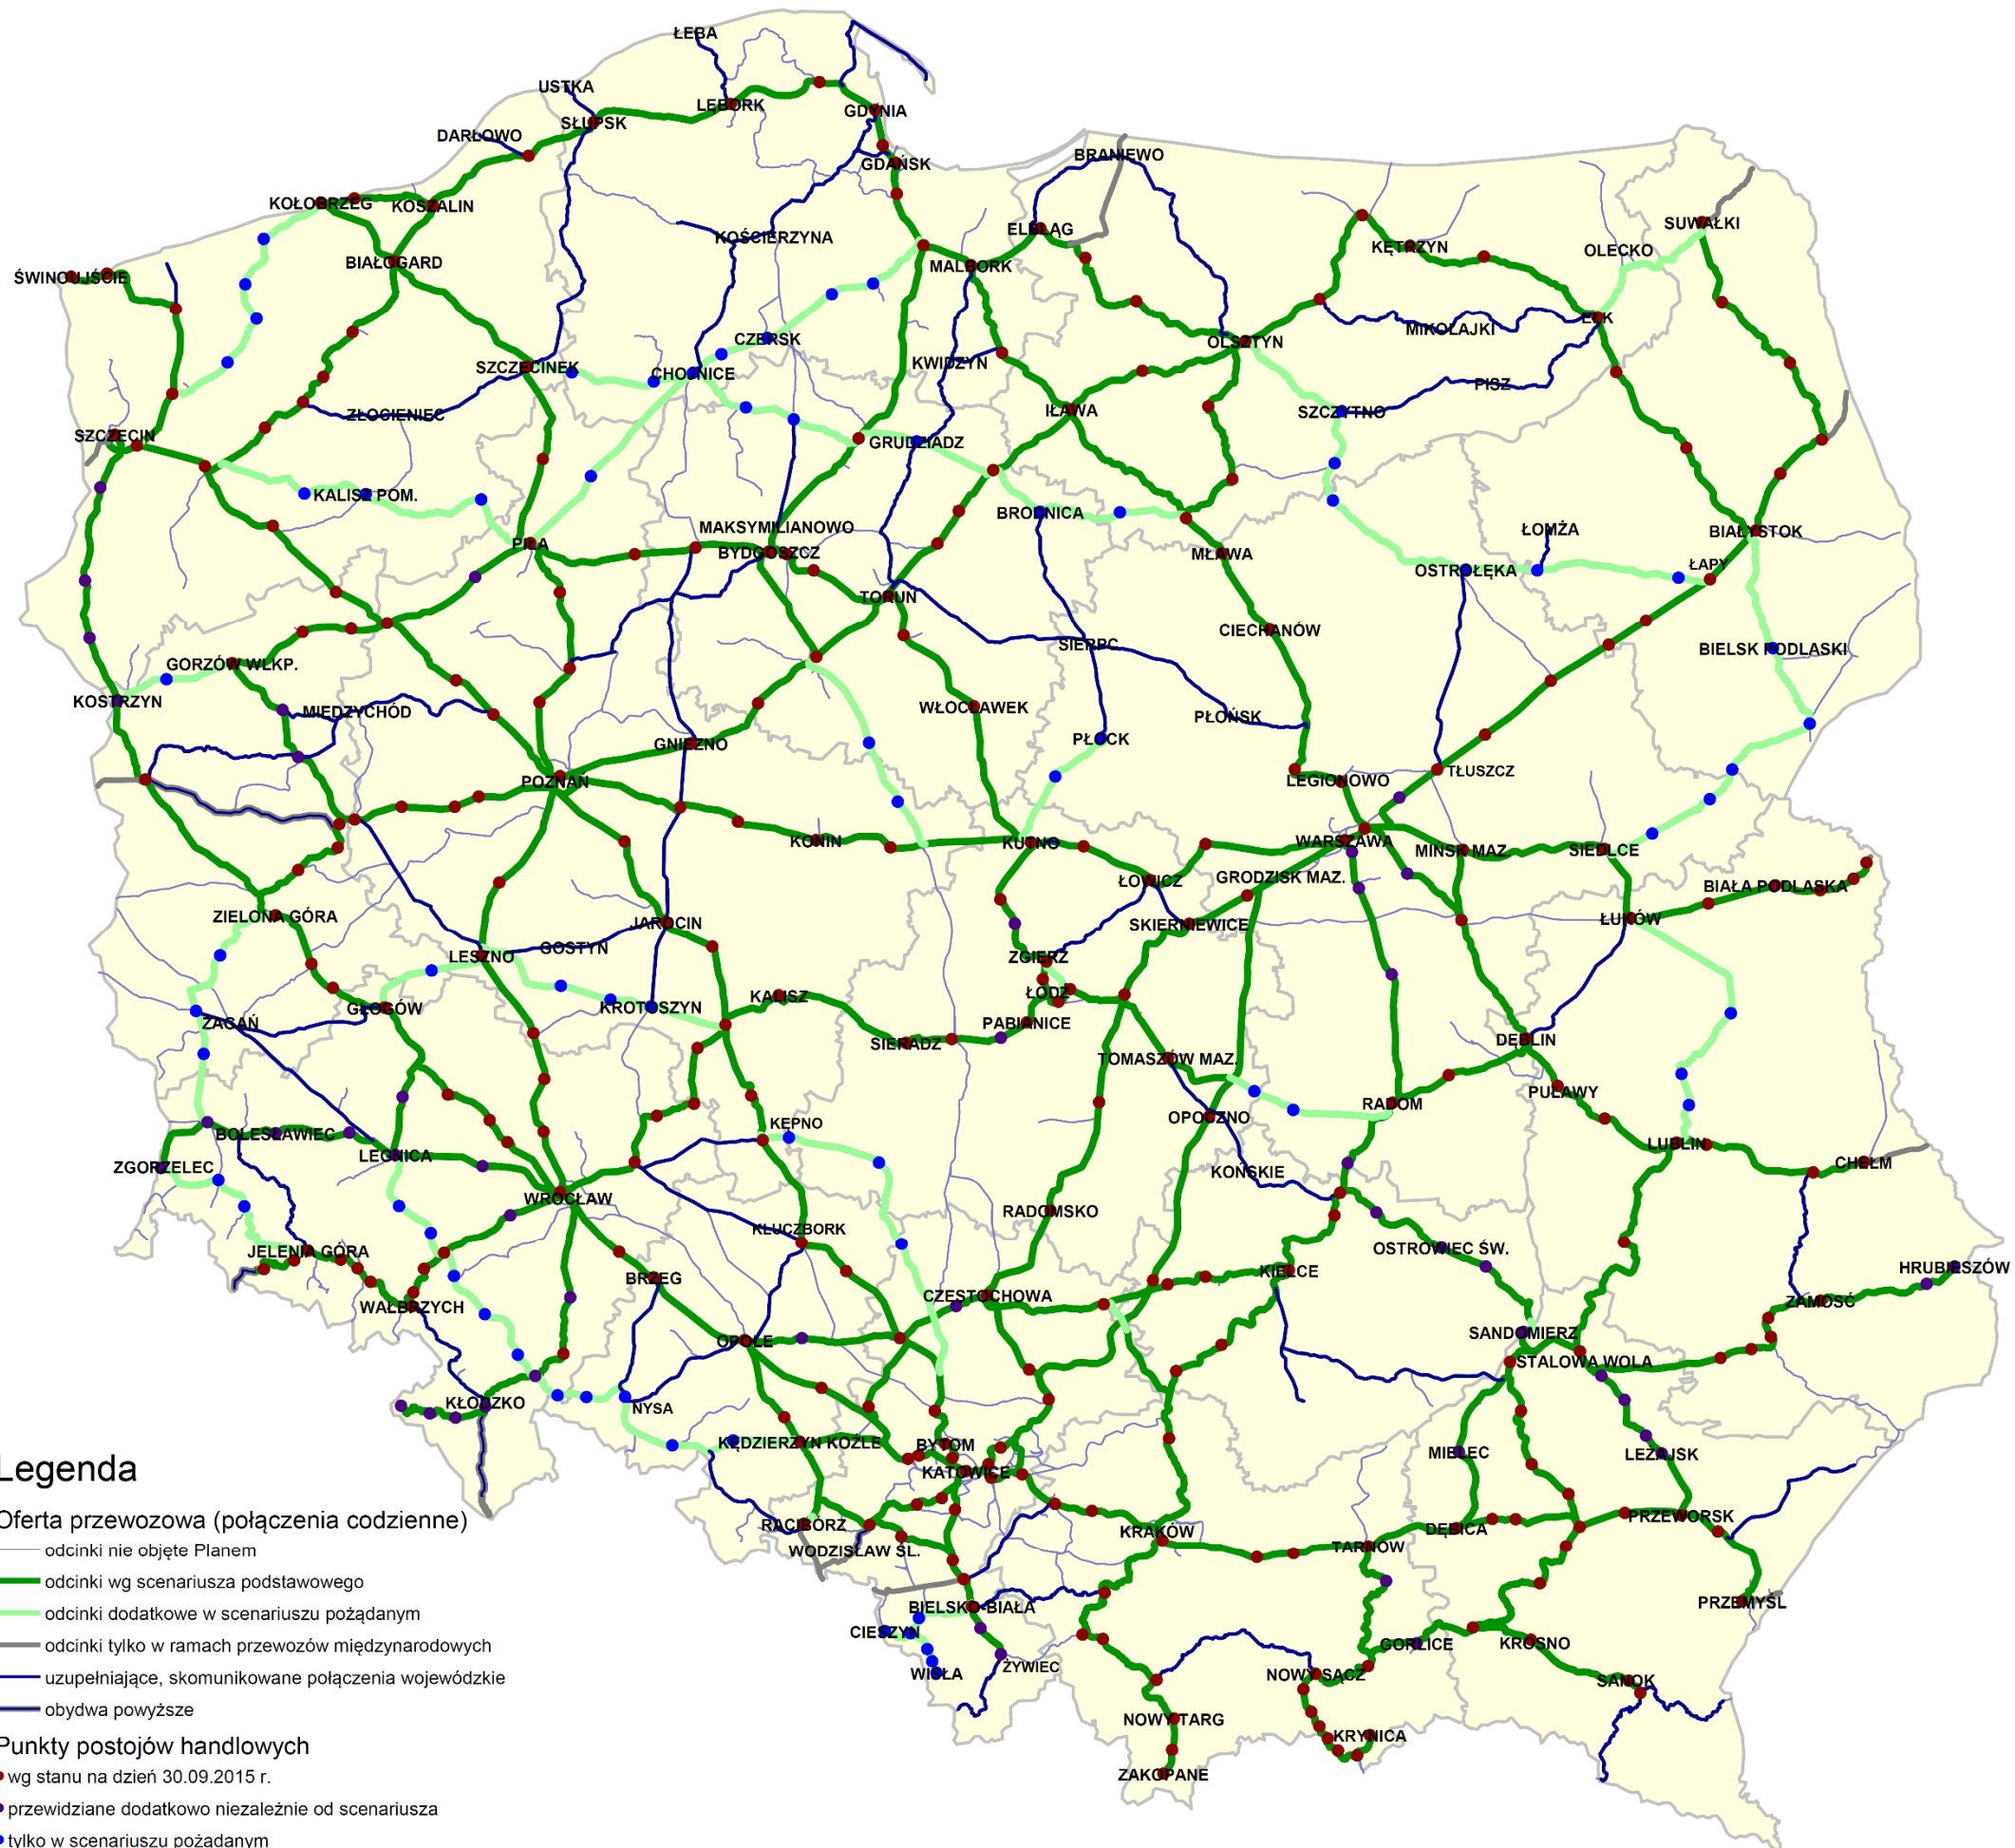 ŁEBA
USTKA
LĘBORK
GDYNIA
SŁUPSK
DARŁOWO
GDAŃSK
BRANIEWO
KOŁOBRZEG
KOSZALIN
KOŚCIERZYNA
ELBLĄG
KĘTRZYN
SUWAŁKI
OLECKO
ŚWINOUJŚCIE
BIAŁOGARD
MALBORK
EŁK
MIKOŁAJKI
CZERSK
OLSZTYN
SZCZECINEK
CHOJNICE
KWIDZYN
PISZ
ZŁOCIENIEC
IŁAWA
SZCZYTNO
SZCZECIN
GRUDZIĄDZ
KALISZ POM.
BRODNICA
MAKSYMILIANOWO
PIŁA
BYDGOSZCZ
MŁAWA
ŁOMŻA
BIAŁYSTOK
OSTROŁĘKA
ŁAPY
TORUŃ
CIECHANÓW
SIERPC
BIELSK PODLASKI
GORZÓW WLKP.
KOSTRZYN
MIĘDZYCHÓD
WŁOCŁAWEK
PŁOŃSK
GNIEZNO
PŁOCK
POZNAŃ
LEGIONOWO
TŁUSZCZ
KONIN
KUTNO
WARSZAWA
MIŃSK MAZ.
SIEDLCE
ŁOWICZ
GRODZISK MAZ.
BIAŁA PODLASKA
ZIELONA GÓRA
JAROCIN
SKIERNIEWICE
ŁUKÓW
LESZNO
GOSTYŃ
ZGIERZ
KALISZ
ŁÓDŹ
GŁOGÓW
KROTOSZYN
ŻAGAŃ
PABIANICE
SIERADZ
DĘBLIN
TOMASZÓW MAZ.
PUŁAWY
RADOM
OPOCZNO
KĘPNO
BOLESŁAWIEC
LUBLIN
LEGNICA
ZGORZELEC
CHEŁM
KOŃSKIE
WROCŁAW
RADOMSKO
KLUCZBORK
JELENIA GÓRA
OSTROWIEC ŚW.
HRUBIESZÓW
KIELCE
BRZEG
CZĘSTOCHOWA
ZAMOŚĆ
WAŁBRZYCH
SANDOMIERZ
OPOLE
STALOWA WOLA
KŁODZKO
NYSA
KĘDZIERZYN KOŹLE
BYTOM
MIELEC
LEŻAJSK
KATOWICE
RACIBÓRZ
KRAKÓW
DĘBICA
PRZEWORSK
WODZISŁAW ŚL.
TARNÓW
PRZEMYŚL
BIELSKO-BIAŁA
CIESZYN
GORLICE
KROSNO
ŻYWIEC
WISŁA
NOWY SĄCZ
SANOK
NOWY TARG
KRYNICA
ZAKOPANE
Legenda
Oferta przewozowa (połączenia codzienne)
odcinki nie objęte Planem
odcinki wg scenariusza podstawowego
odcinki dodatkowe w scenariuszu pożądanym
odcinki tylko w ramach przewozów międzynarodowych
uzupełniające, skomunikowane połączenia wojewódzkie
obydwa powyższe
Punkty postojów handlowych
wg stanu na dzień 30.09.2015 r.
przewidziane dodatkowo niezależnie od scenariusza
tylko w scenariuszu pożądanym